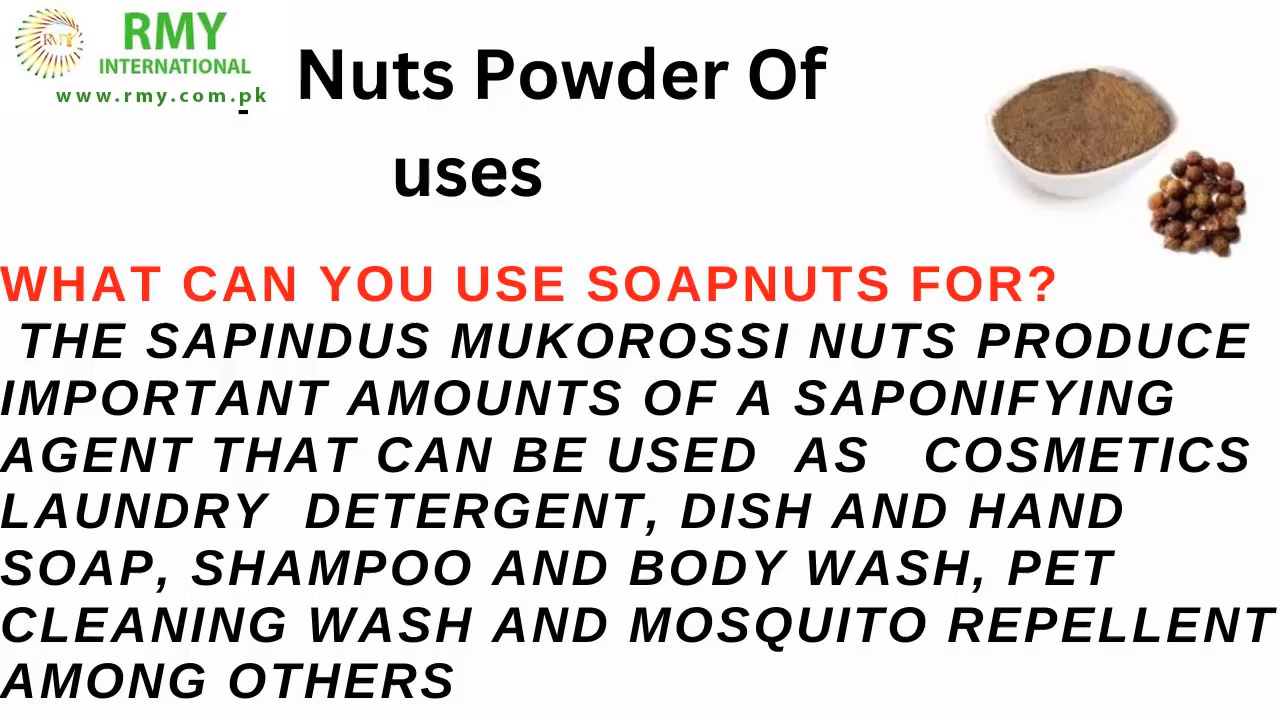 RMY
RMY
INTERNATIONAL
www.rmy.com.pk
Nuts Powder Of
uses
WHAT CAN YOU USE SOAPNUTS FOR?
THE SAPINDUS MUKOROSSI NUTS PRODUCE
IMPORTANT AMOUNTS OF A SAPONIFYING
AGENT THAT CAN BE USED AS COSMETICS
LAUNDRY DETERGENT, DISH AND HAND
SOAP, SHAMPOO AND BODY WASH, PET
CLEANING WASH AND MOSQUITO REPELLENT
AMONG OTHERS